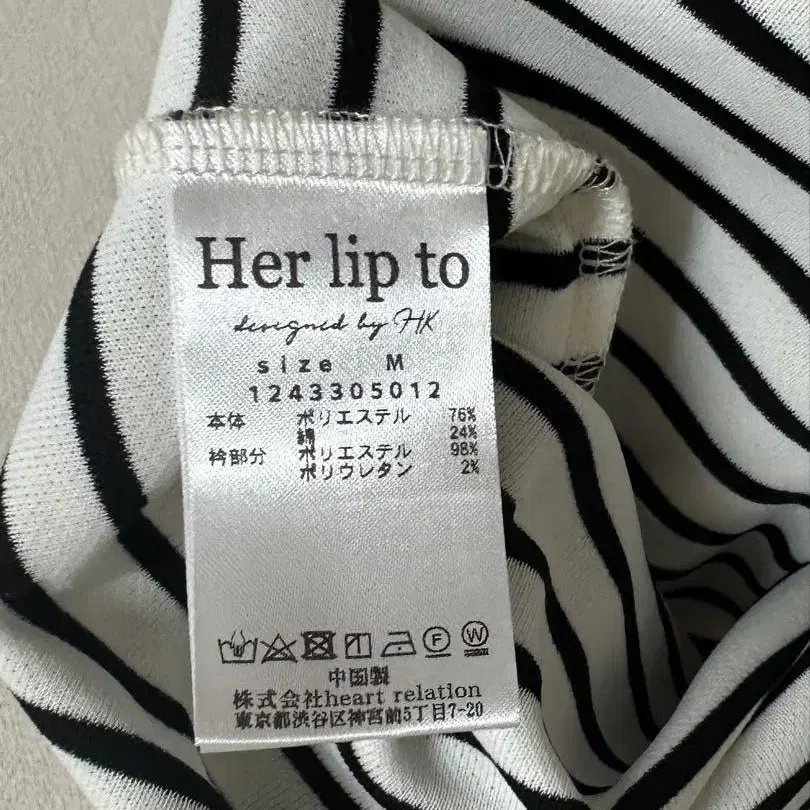 Her lip to
designed by HK
size M
1243305012
本体 ポリエステル 76%
綿 24%
衿部分 ポリエステル 98%
ポリウレタン 2%
F W
中国製
株式会社heart relation
東京都渋谷区神宮前5丁目7-20